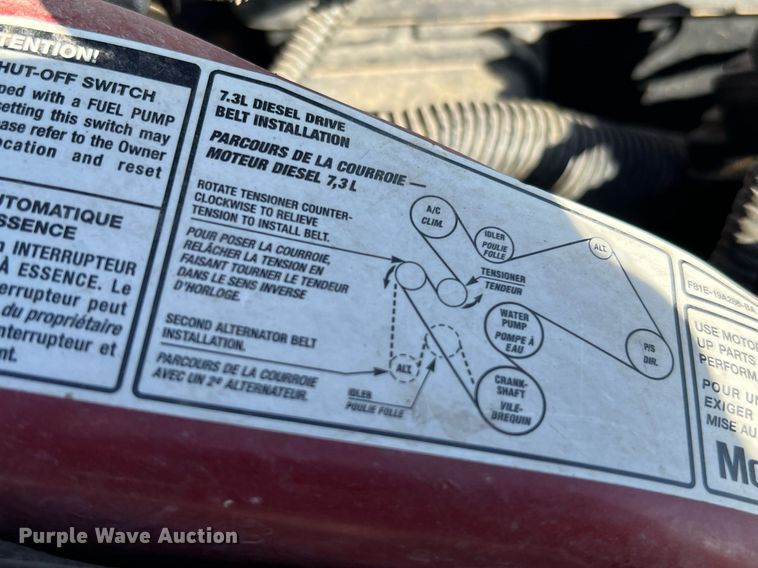 TENTION!
HUT-OFF SWITCH
ped with a FUEL PUMP
setting this switch may
ease refer to the Owner
ocation and reset
UTOMATIQUE
SSENCE
n INTERRUPTEUR
À ESSENCE. Le
terrupteur peut
du propriétaire
nterrupteur et
nt.
7.3L DIESEL DRIVE
BELT INSTALLATION
PARCOURS DE LA COURROIE —
MOTEUR DIESEL 7,3 L
ROTATE TENSIONER COUNTER-
CLOCKWISE TO RELIEVE
TENSION TO INSTALL BELT.
POUR POSER LA COURROIE,
RELÂCHER LA TENSION EN
FAISANT TOURNER LE TENDEUR
DANS LE SENS INVERSE
D'HORLOGE.
SECOND ALTERNATOR BELT
INSTALLATION.
PARCOURS DE LA COURROIE
AVEC UN 2e ALTERNATEUR.
A/C
CLIM.
IDLER
POULIE
FOLLE
ALT.
TENSIONER
TENDEUR
WATER
PUMP
POMPE À
EAU
P/S
DIR.
ALT.
IDLER
POULIE FOLLE
CRANK-
SHAFT
VILE-
BREQUIN
F81E-19A286-BA
USE MOTOR
UP PARTS
PERFORM
POUR UN
EXIGER
MISE AU
Mo
Purple Wave Auction